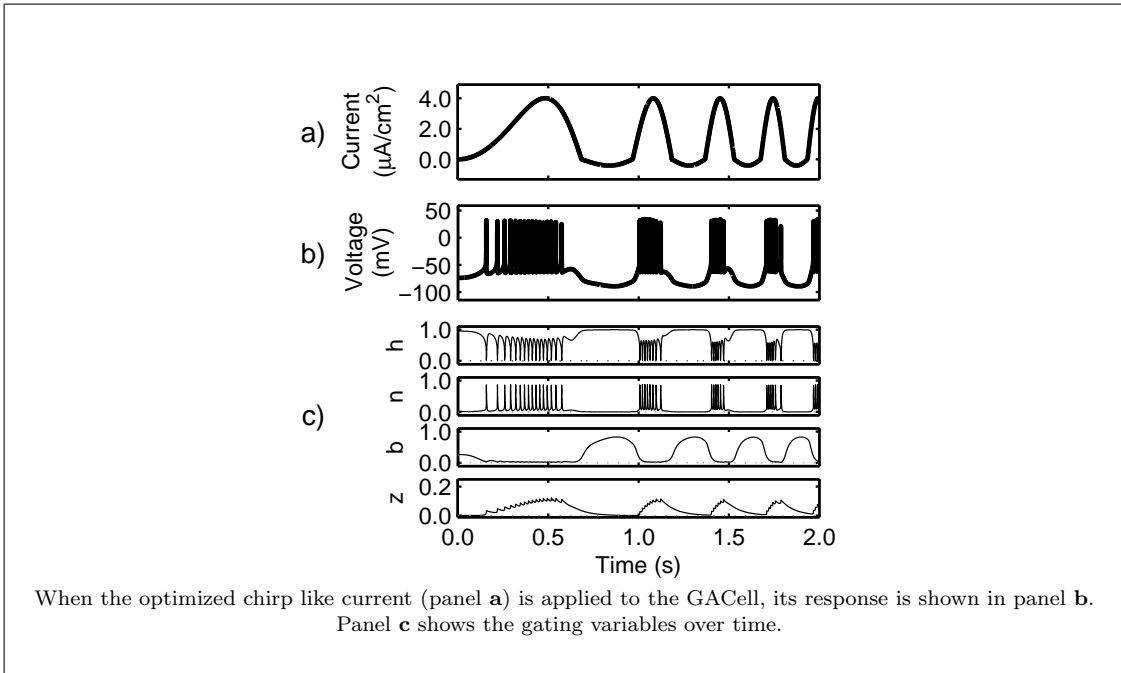 a)
Current
(μA/cm²)
4.0
2.0
0.0
b)
Voltage
(mV)
50
0
−50
−100
c)
h
1.0
0.0
n
1.0
0.0
b
1.0
0.0
z
0.2
0.0
0.0 0.5 1.0 1.5 2.0
Time (s)
When the optimized chirp like current (panel a) is applied to the GACell, its response is shown in panel b.
Panel c shows the gating variables over time.